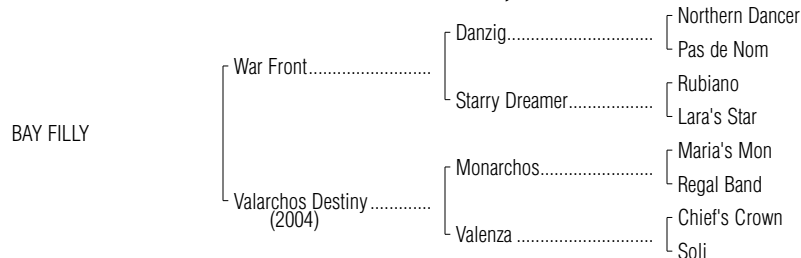 Northern Dancer
Danzig..............................
Pas de Nom
War Front..........................
Rubiano
Starry Dreamer..................
Lara's Star
BAY FILLY
Maria's Mon
Monarchos........................
Regal Band
Valarchos Destiny .............
(2004)
Chief's Crown
Valenza .............................
Soli